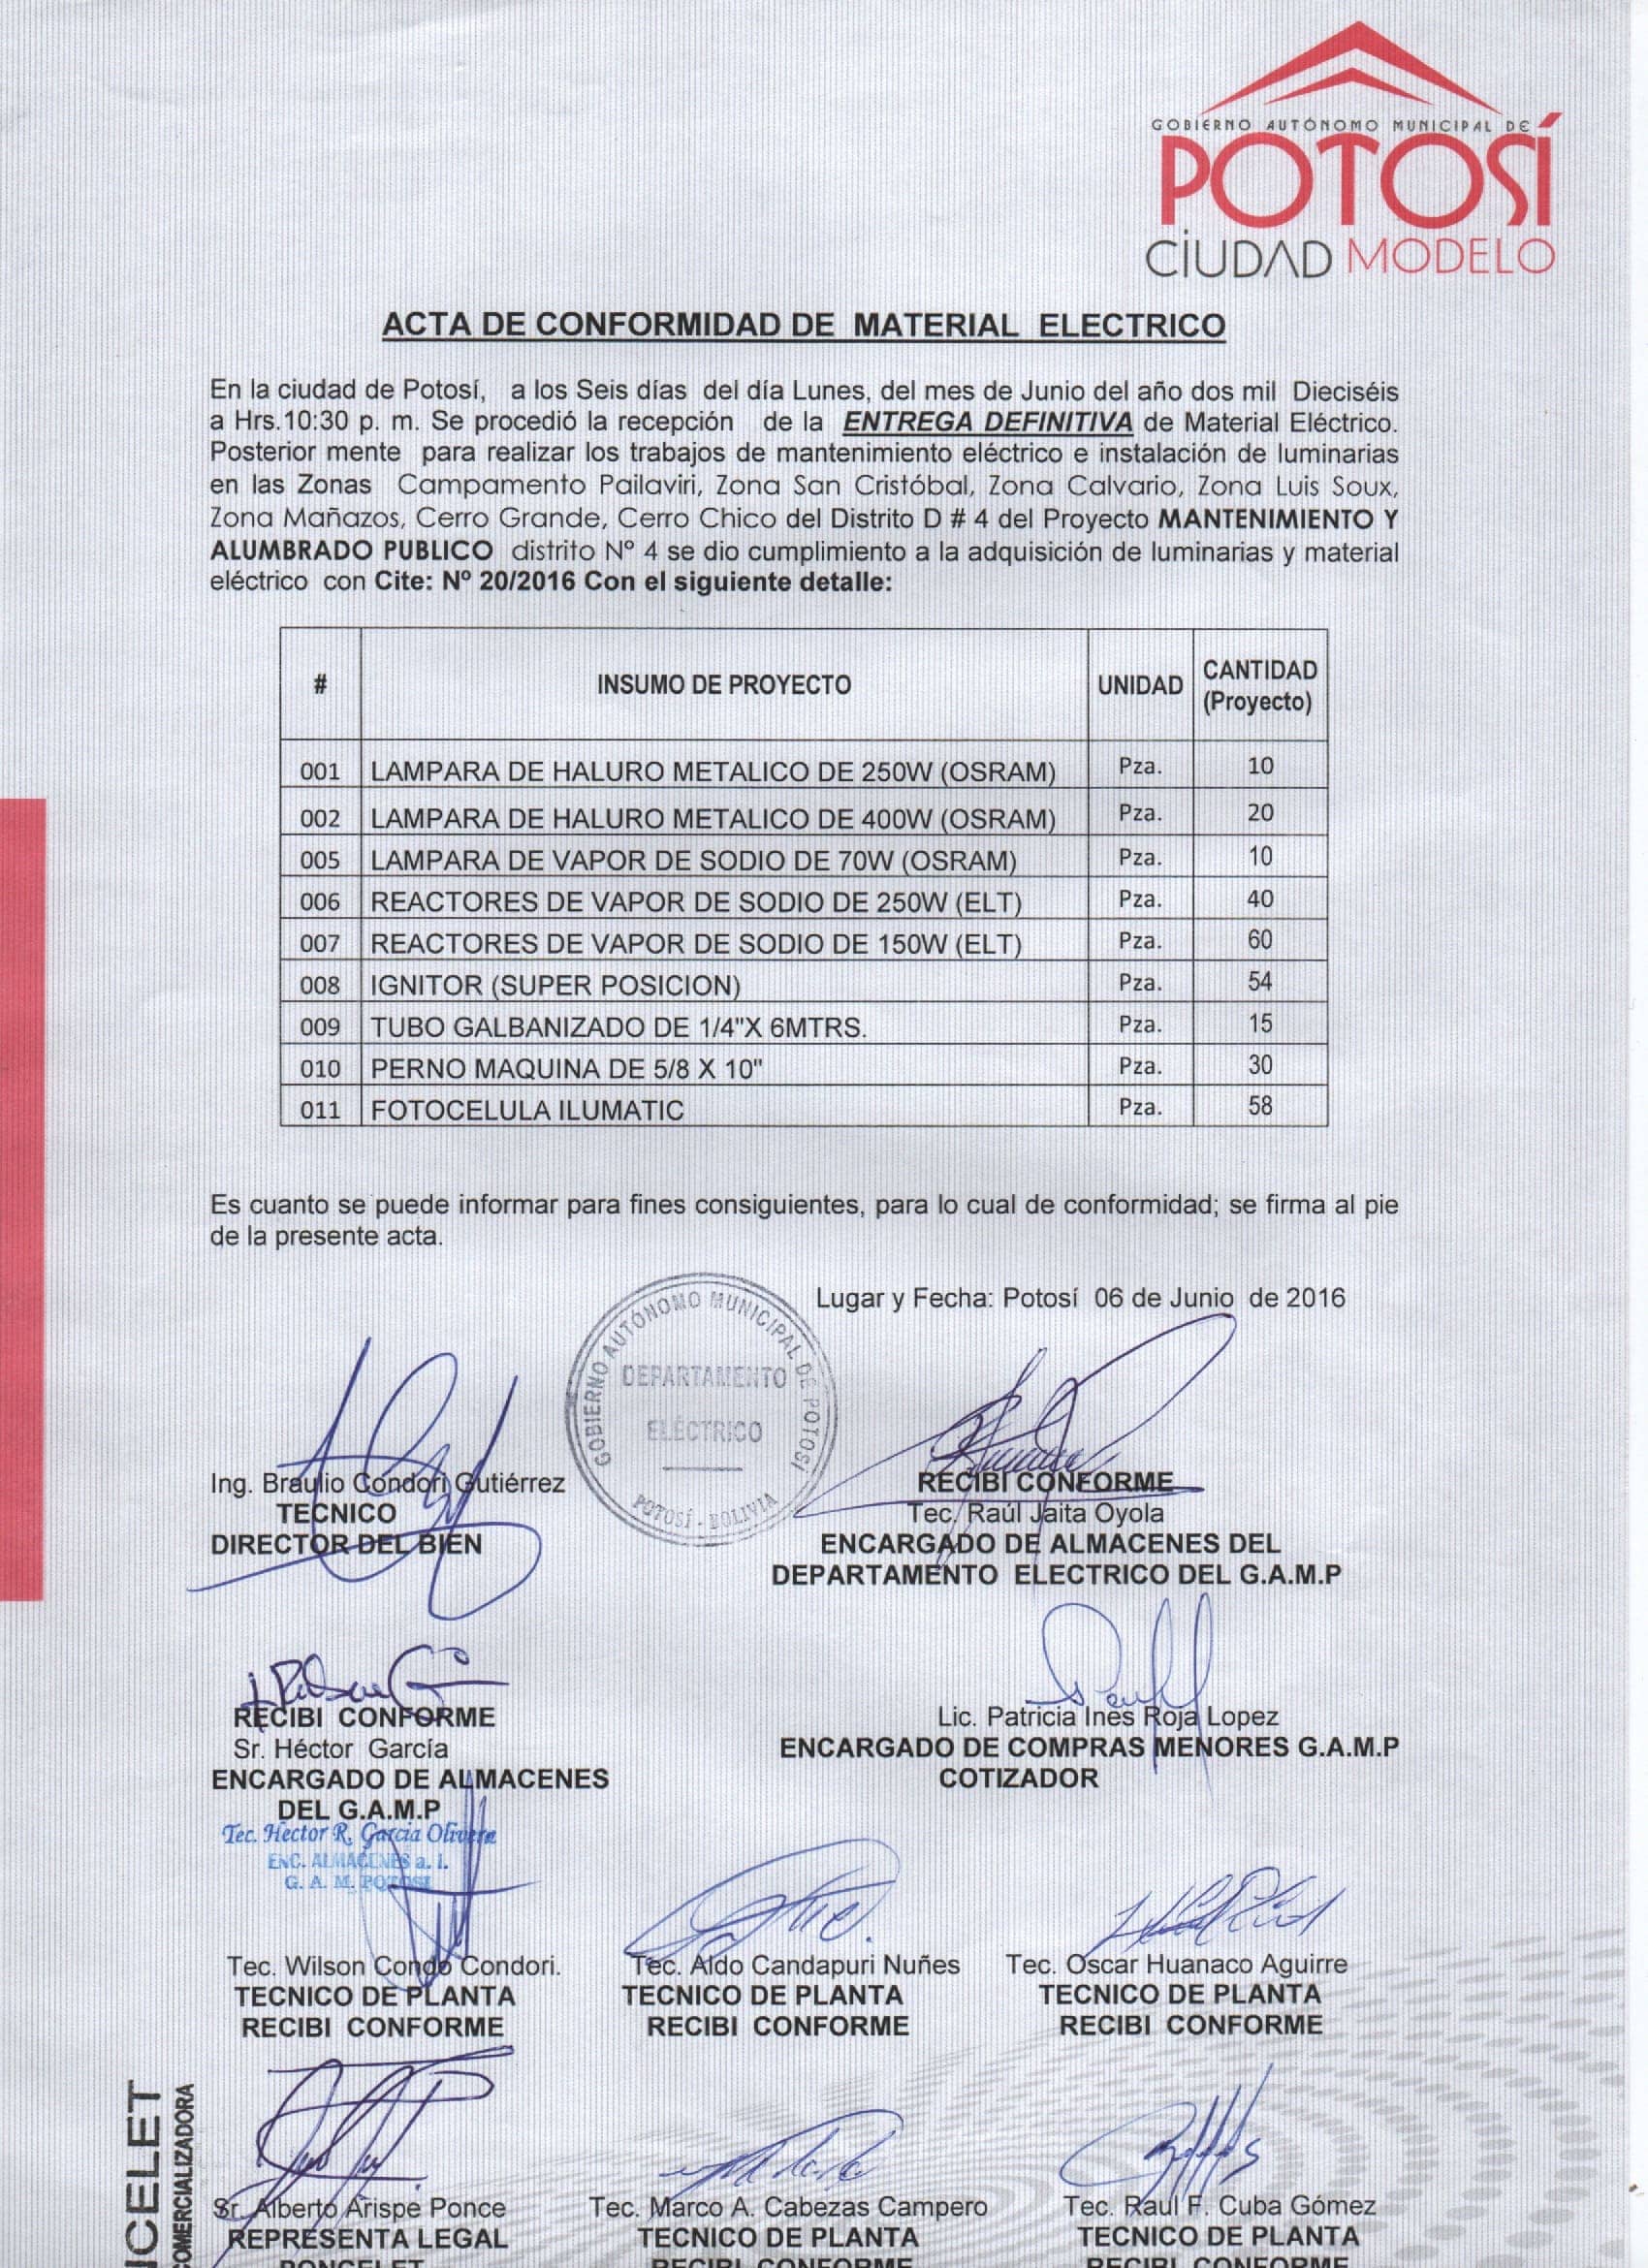 GOBIERNO AUTÓNOMO MUNICIPAL DE
POTOSÍ
CIUDAD MODELO
ACTA DE CONFORMIDAD DE MATERIAL ELECTRICO
En la ciudad de Potosí, a los Seis días del día Lunes, del mes de Junio del año dos mil Dieciséis
a Hrs.10:30 p. m. Se procedió la recepción de la ENTREGA DEFINITIVA de Material Eléctrico.
Posterior mente para realizar los trabajos de mantenimiento eléctrico e instalación de luminarias
en las Zonas Campamento Pailaviri, Zona San Cristóbal, Zona Calvario, Zona Luis Soux,
Zona Mañazos, Cerro Grande, Cerro Chico del Distrito D # 4 del Proyecto MANTENIMIENTO Y
ALUMBRADO PUBLICO distrito Nº 4 se dio cumplimiento a la adquisición de luminarias y material
eléctrico con Cite: Nº 20/2016 Con el siguiente detalle:
# INSUMO DE PROYECTO UNIDAD CANTIDAD (Proyecto)
001 LAMPARA DE HALURO METALICO DE 250W (OSRAM) Pza. 10
002 LAMPARA DE HALURO METALICO DE 400W (OSRAM) Pza. 20
005 LAMPARA DE VAPOR DE SODIO DE 70W (OSRAM) Pza. 10
006 REACTORES DE VAPOR DE SODIO DE 250W (ELT) Pza. 40
007 REACTORES DE VAPOR DE SODIO DE 150W (ELT) Pza. 60
008 IGNITOR (SUPER POSICION) Pza. 54
009 TUBO GALBANIZADO DE 1/4"X 6MTRS. Pza. 15
010 PERNO MAQUINA DE 5/8 X 10" Pza. 30
011 FOTOCELULA ILUMATIC Pza. 58
Es cuanto se puede informar para fines consiguientes, para lo cual de conformidad; se firma al pie
de la presente acta.
Lugar y Fecha: Potosí 06 de Junio de 2016
GOBIERNO AUTÓNOMO MUNICIPAL DE POTOSÍ
DEPARTAMENTO
ELÉCTRICO
POTOSÍ - BOLIVIA
Ing. Braulio Condori Gutiérrez
TECNICO
DIRECTOR DEL BIEN
RECIBI CONFORME
Tec. Raúl Jaita Oyola
ENCARGADO DE ALMACENES DEL
DEPARTAMENTO ELECTRICO DEL G.A.M.P
RECIBI CONFORME
Sr. Héctor García
ENCARGADO DE ALMACENES
DEL G.A.M.P
Tec. Hector R. Garcia Olivera
ENC. ALMACENES a. i.
G. A. M. POTOSI
Lic. Patricia Ines Roja Lopez
ENCARGADO DE COMPRAS MENORES G.A.M.P
COTIZADOR
Tec. Wilson Condo Condori.
TECNICO DE PLANTA
RECIBI CONFORME
Tec. Aldo Candapuri Nuñes
TECNICO DE PLANTA
RECIBI CONFORME
Tec. Oscar Huanaco Aguirre
TECNICO DE PLANTA
RECIBI CONFORME
Sr. Alberto Arispe Ponce
REPRESENTA LEGAL
PONCELET
Tec. Marco A. Cabezas Campero
TECNICO DE PLANTA
RECIBI CONFORME
Tec. Raul F. Cuba Gómez
TECNICO DE PLANTA
RECIBI CONFORME
NCELET
COMERCIALIZADORA